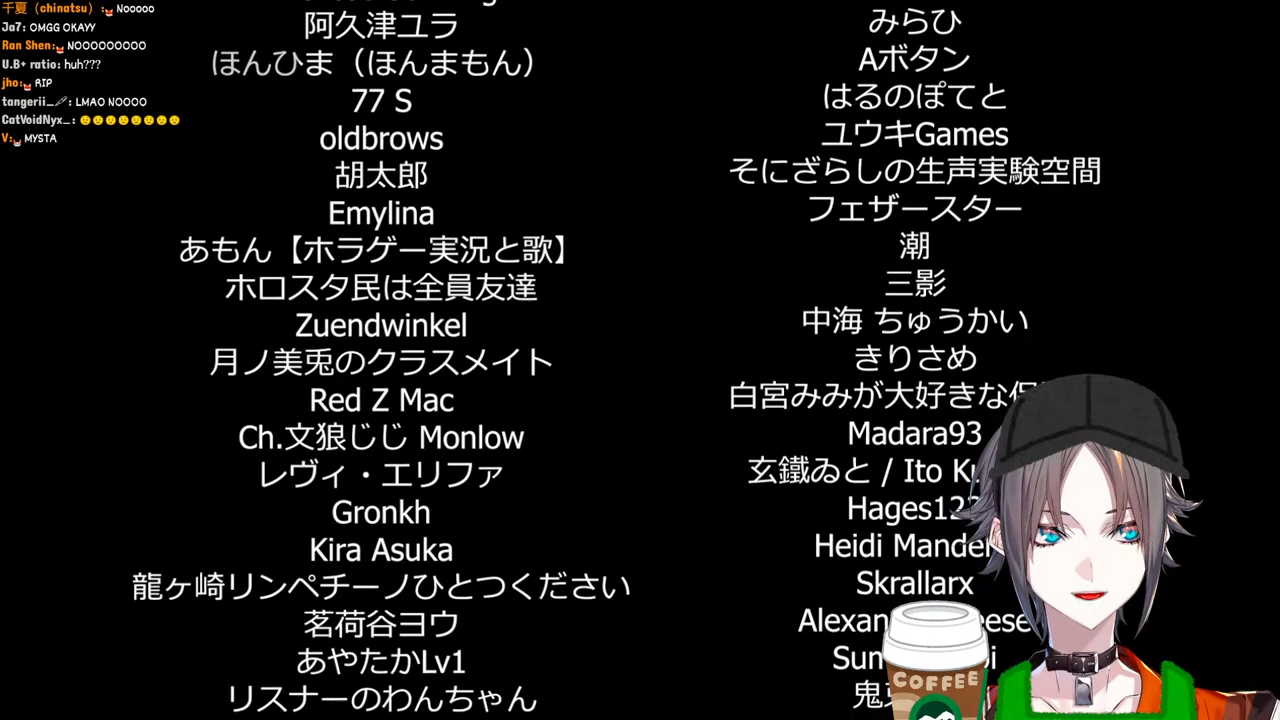 千夏 (chinatsu): Nooooo
Ja7: OMGG OKAYY
Ran Shen: NOOOOOOOOO
U.B+ ratio: huh???
jho: RIP
tangerii_: LMAO NOOOO
CatVoidNyx_:
V: MYSTA
阿久津ユラ
ほんひま（ほんまもん）
77 S
oldbrows
胡太郎
Emylina
あもん【ホラゲー実況と歌】
ホロスタ民は全員友達
Zuendwinkel
月ノ美兎のクラスメイト
Red Z Mac
Ch.文狼じじ Monlow
レヴィ・エリファ
Gronkh
Kira Asuka
龍ヶ崎リンペチーノひとつください
茗荷谷ヨウ
あやたかLv1
リスナーのわんちゃん
みらひ
Aボタン
はるのぽてと
ユウキGames
そにざらしの生声実験空間
フェザースター
潮
三影
中海 ちゅうかい
きりさめ
白宮みみが大好きな
Madara93
玄鐵ゐと / Ito
Heidi
Skrallarx
COFFEE